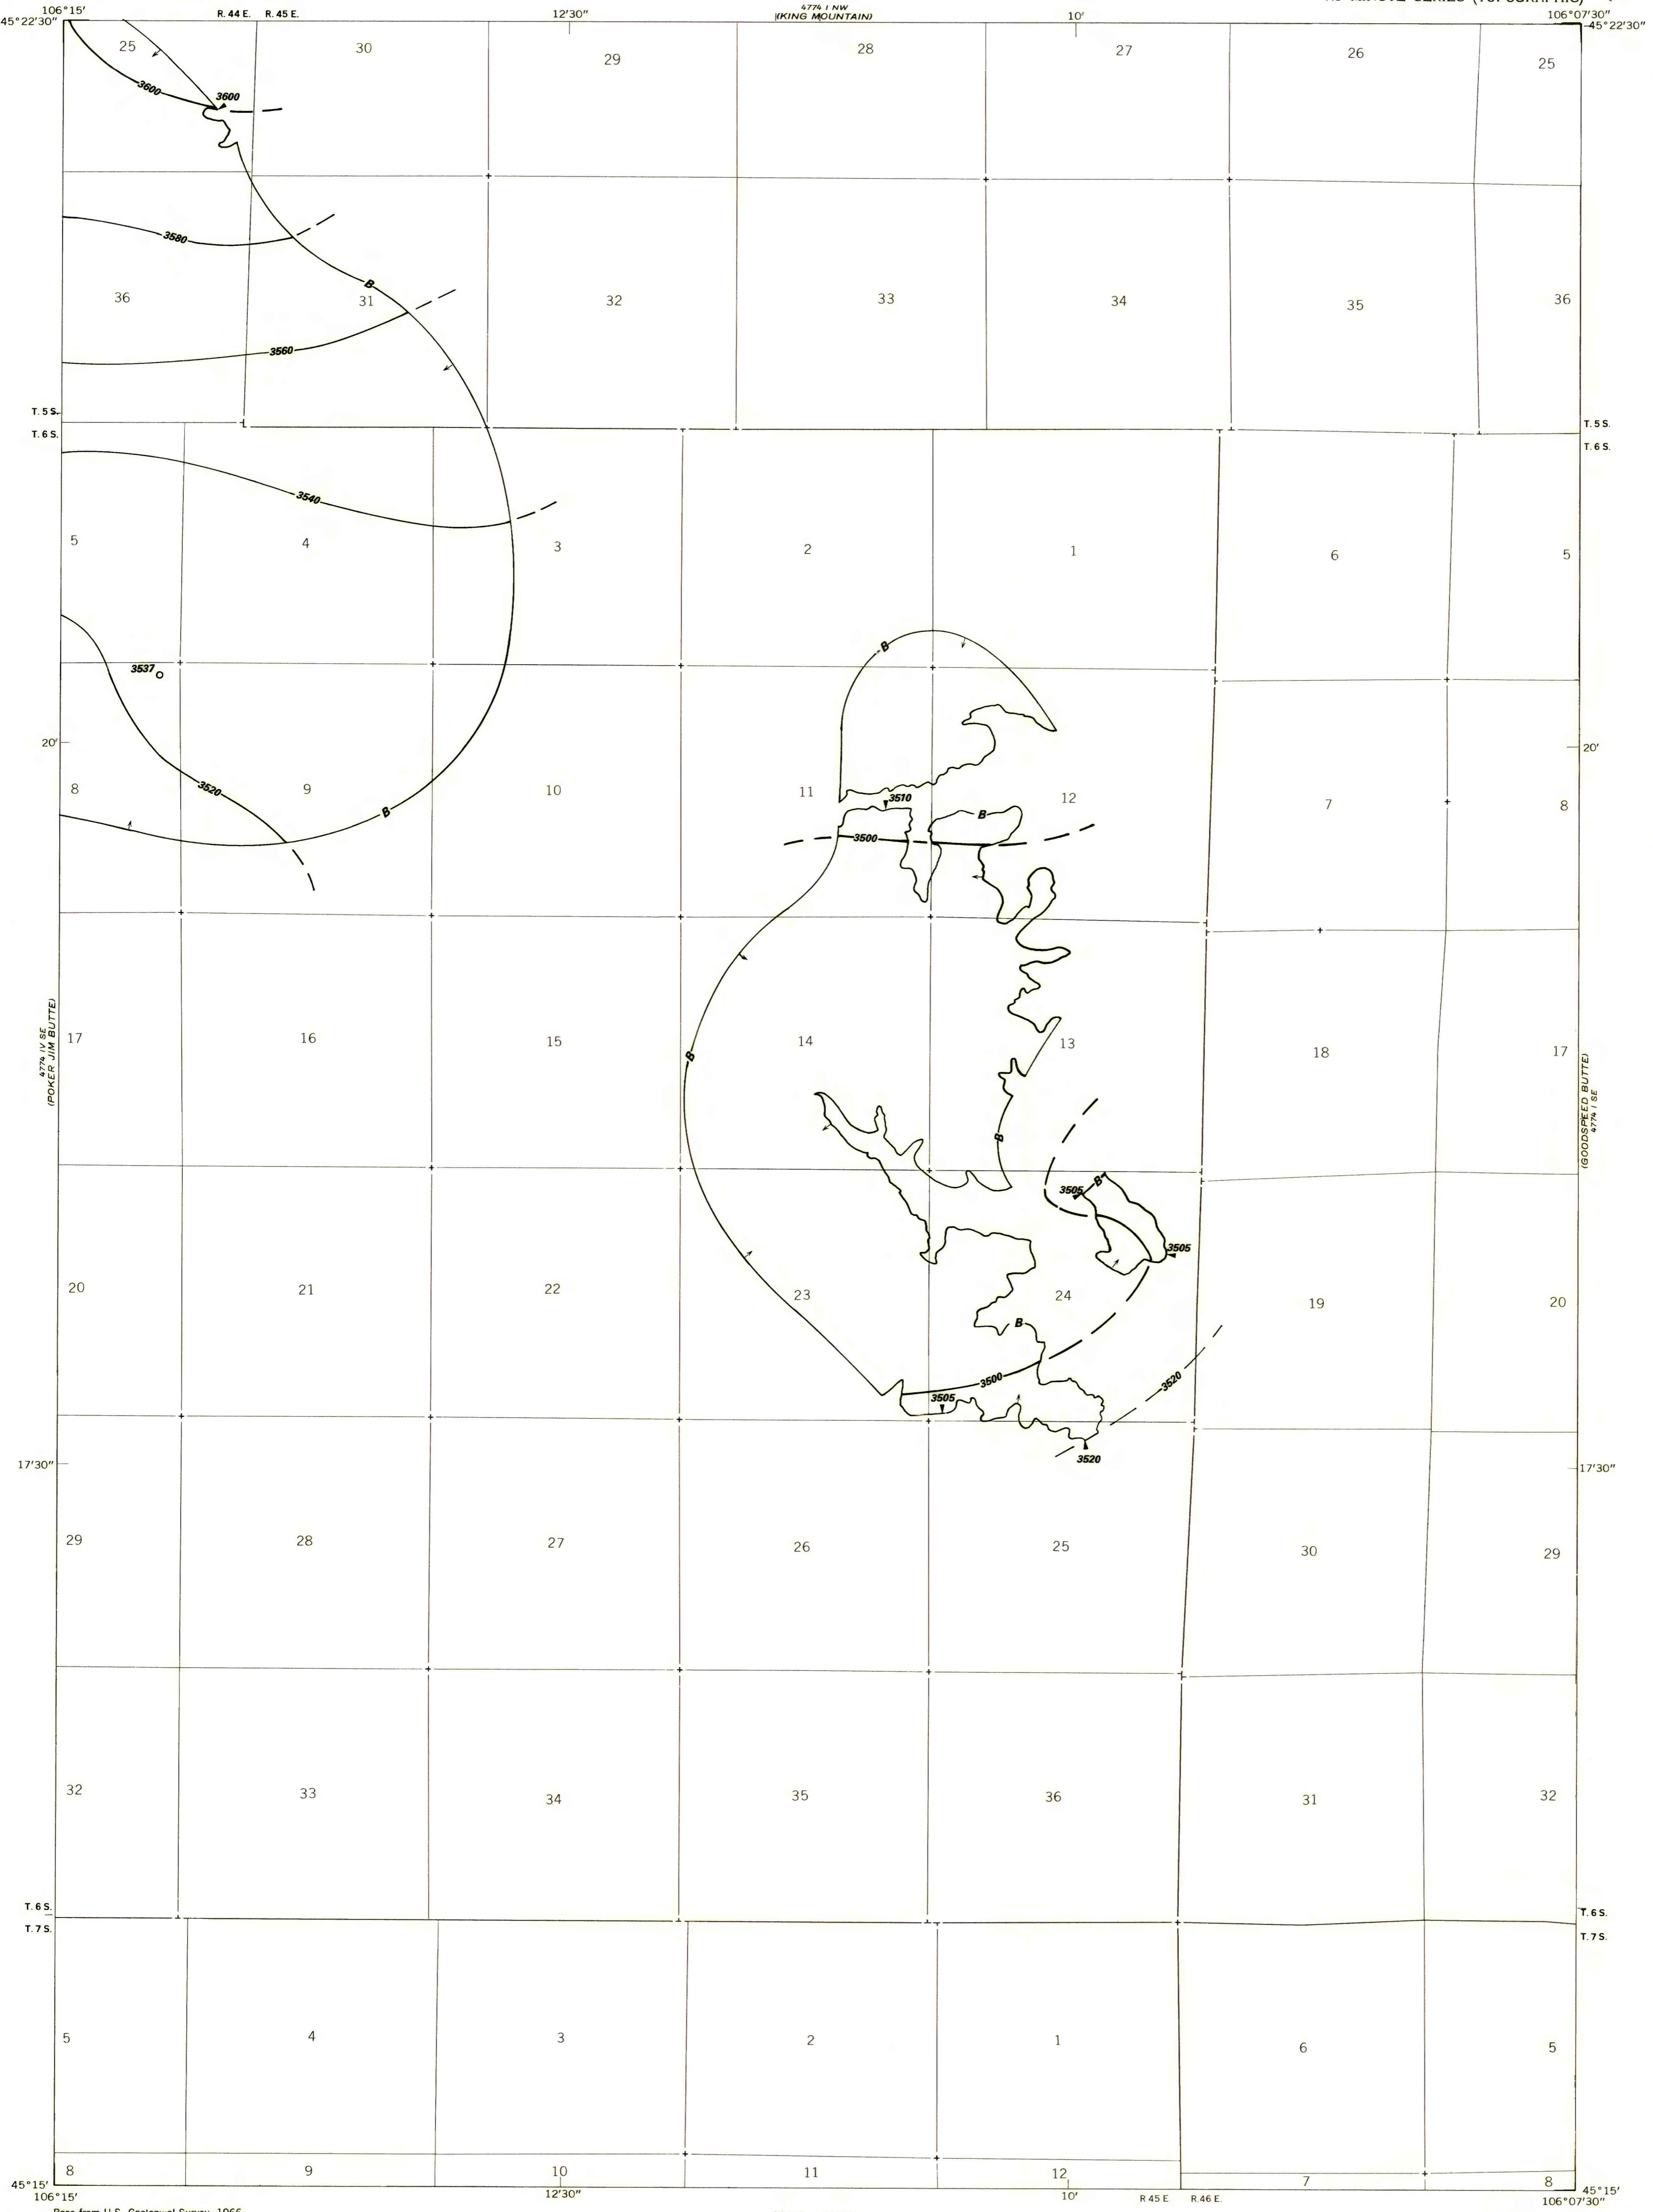 4774 I NW
106°15′ R. 44 E. R. 45 E. 12′30″ (KING MOUNTAIN) 10′ 106°07′30″
45°22′30″ 45°22′30″
25 30 29 28 27 26 25
3600
3600
3580
36 31 32 33 34 35 36
B
3560
T. 5 S. T. 5 S.
T. 6 S. T. 6 S.
3540
5 4 3 2 1 6 5
B
3537
20′ 20′
8 3520 9 10 11 12 7 8
3510
B B
3500
4774 IV SE
(POKER JIM BUTTE)
17 16 15 14 13 18 17
(GOODSPEED BUTTE)
4774 I SE
B
B
B
3505
3505
20 21 22 23 24 19 20
B
3500
3520
3505
3520
17′30″ 17′30″
29 28 27 26 25 30 29
32 33 34 35 36 31 32
T. 6 S. T. 6 S.
T. 7 S. T. 7 S.
5 4 3 2 1 6 5
8 9 10 11 12 7 8
45°15′ 45°15′
106°15′ 12′30″ 10′ R 45 E. R. 46 E. 106°07′30″